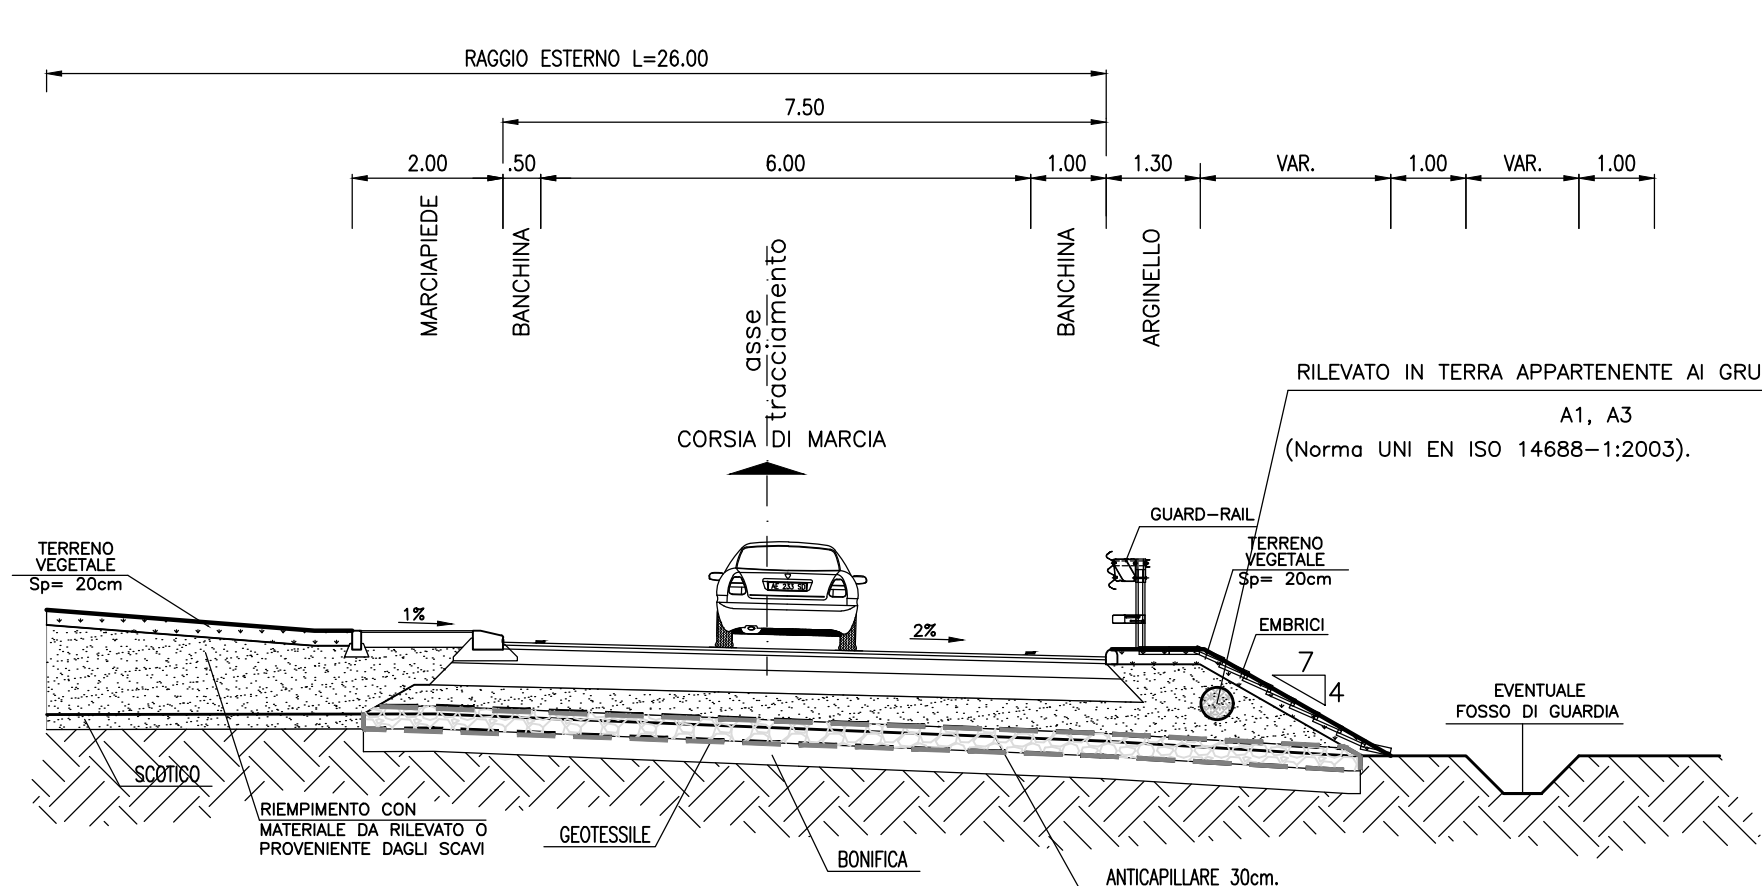 RAGGIO ESTERNO L=26.00
7.50
2.00
.50
6.00
1.00
1.30
VAR.
1.00
VAR.
1.00
MARCIAPIEDE
BANCHINA
asse
tracciamento
BANCHINA
ARGINELLO
RILEVATO IN TERRA APPARTENENTE AI GRU
A1, A3
(Norma UNI EN ISO 14688-1:2003).
CORSIA DI MARCIA
GUARD-RAIL
TERRENO
VEGETALE
Sp= 20cm
TERRENO
VEGETALE
Sp= 20cm
AE 233 SD
1%
2%
EMBRICI
7
4
EVENTUALE
FOSSO DI GUARDIA
SCOTICO
RIEMPIMENTO CON
MATERIALE DA RILEVATO O
PROVENIENTE DAGLI SCAVI
GEOTESSILE
BONIFICA
ANTICAPILLARE 30cm.